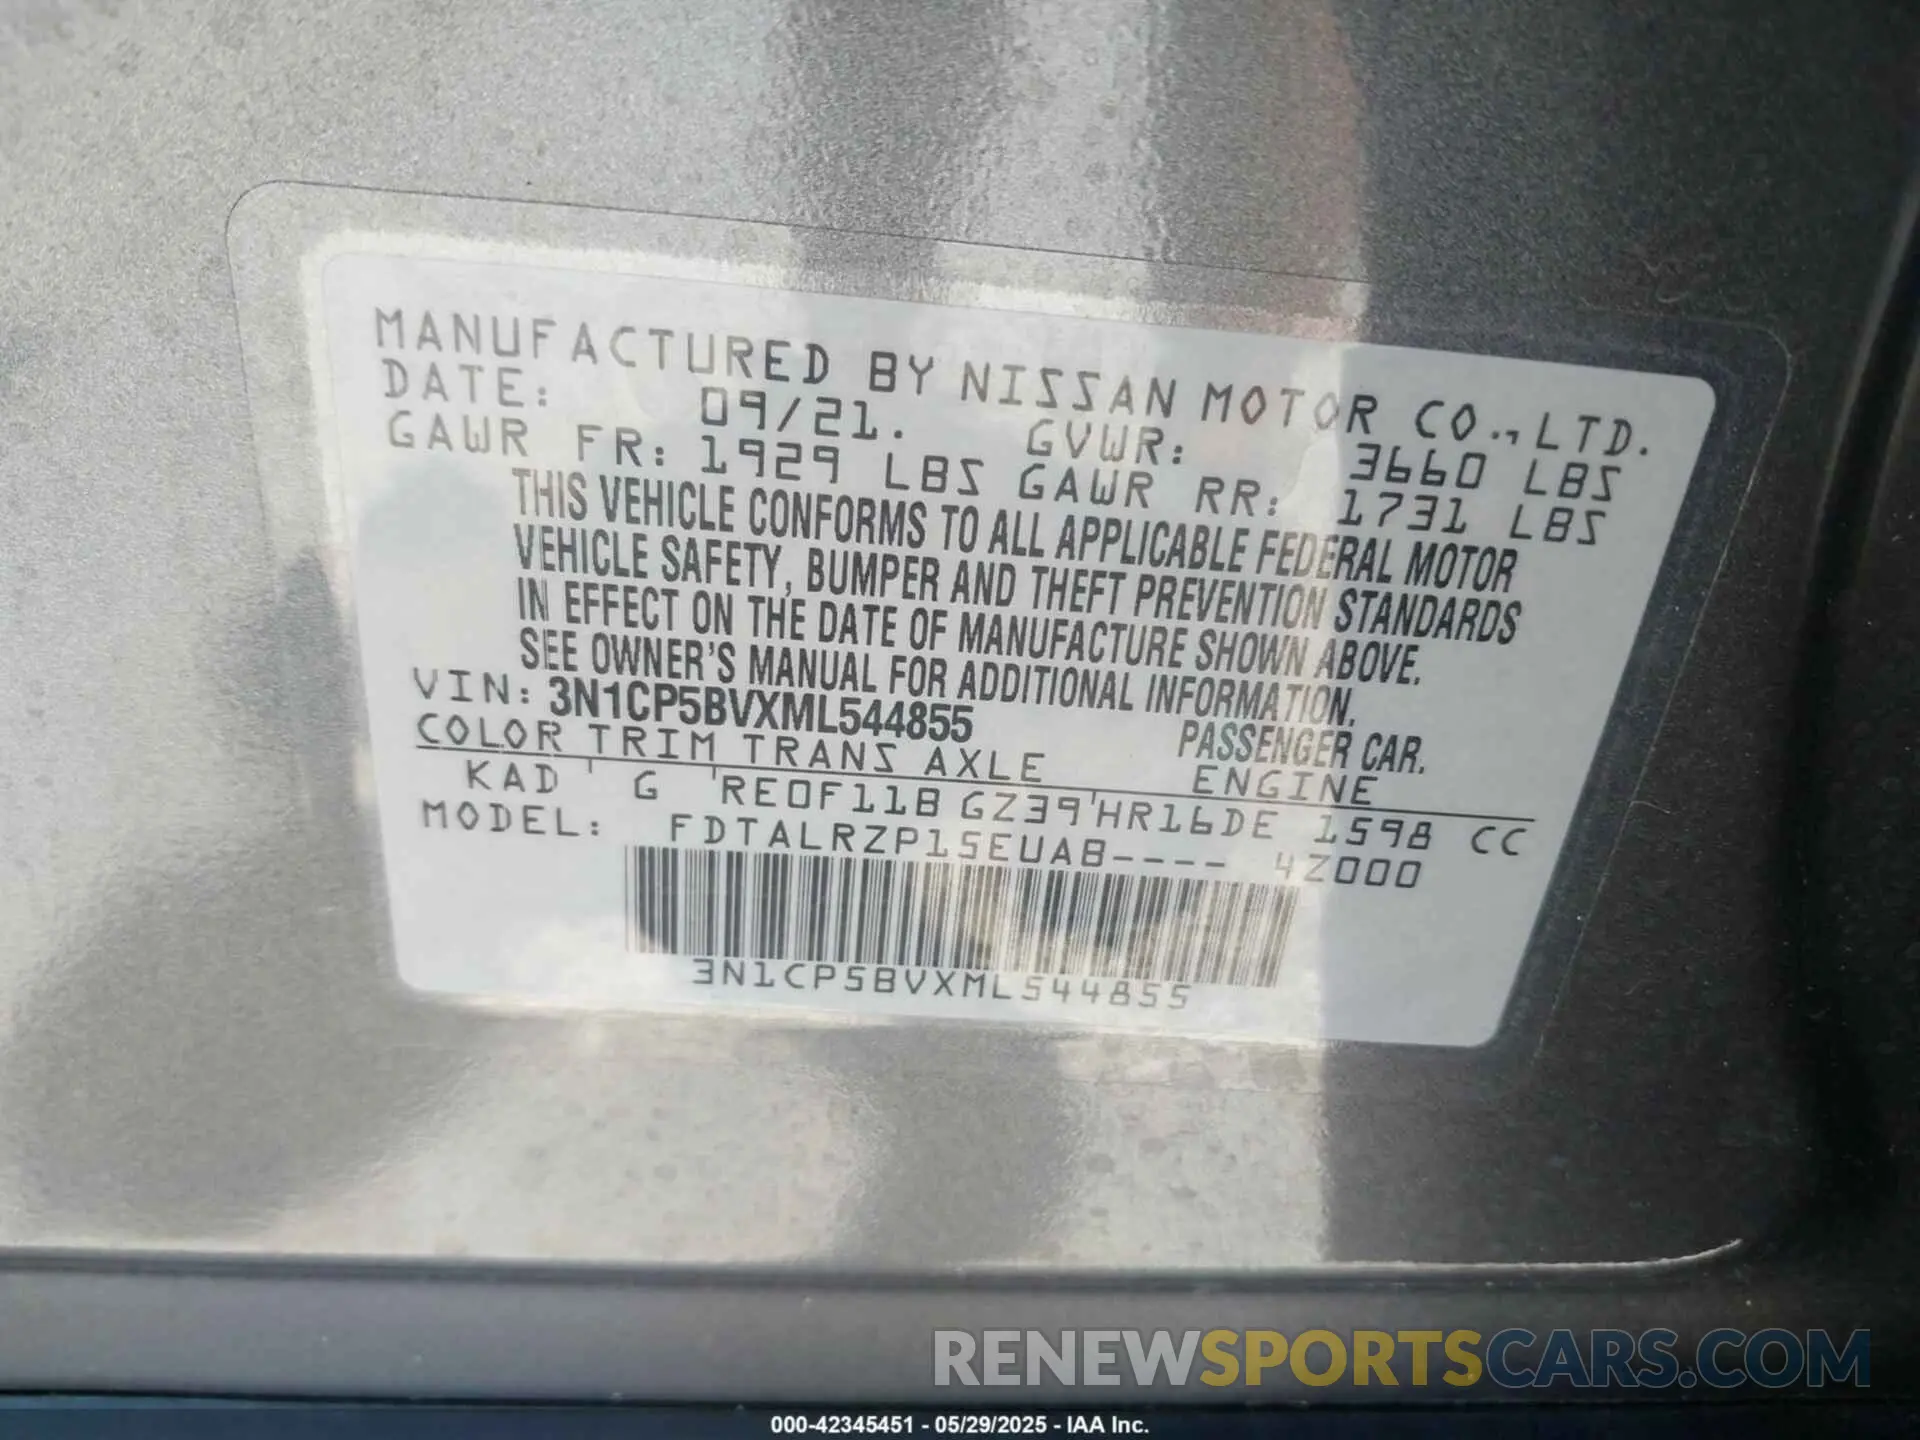 MANUFACTURED BY NISSAN MOTOR CO.,LTD.
DATE: 09/21. GVWR: 3660 LBS
GAWR FR: 1929 LBS GAWR RR: 1731 LBS
THIS VEHICLE CONFORMS TO ALL APPLICABLE FEDERAL MOTOR
VEHICLE SAFETY, BUMPER AND THEFT PREVENTION STANDARDS
IN EFFECT ON THE DATE OF MANUFACTURE SHOWN ABOVE.
SEE OWNER'S MANUAL FOR ADDITIONAL INFORMATION.
VIN: 3N1CP5BVXML544855 PASSENGER CAR.
COLOR TRIM TRANS AXLE ENGINE
KAD G RE0F11B GZ39 HR16DE 1598 CC
MODEL: FDTALRZP15EUAB---- 4Z000
3N1CP5BVXML544855
RENEWSPORTSCARS.COM
000-42345451 - 05/29/2025 - IAA Inc.